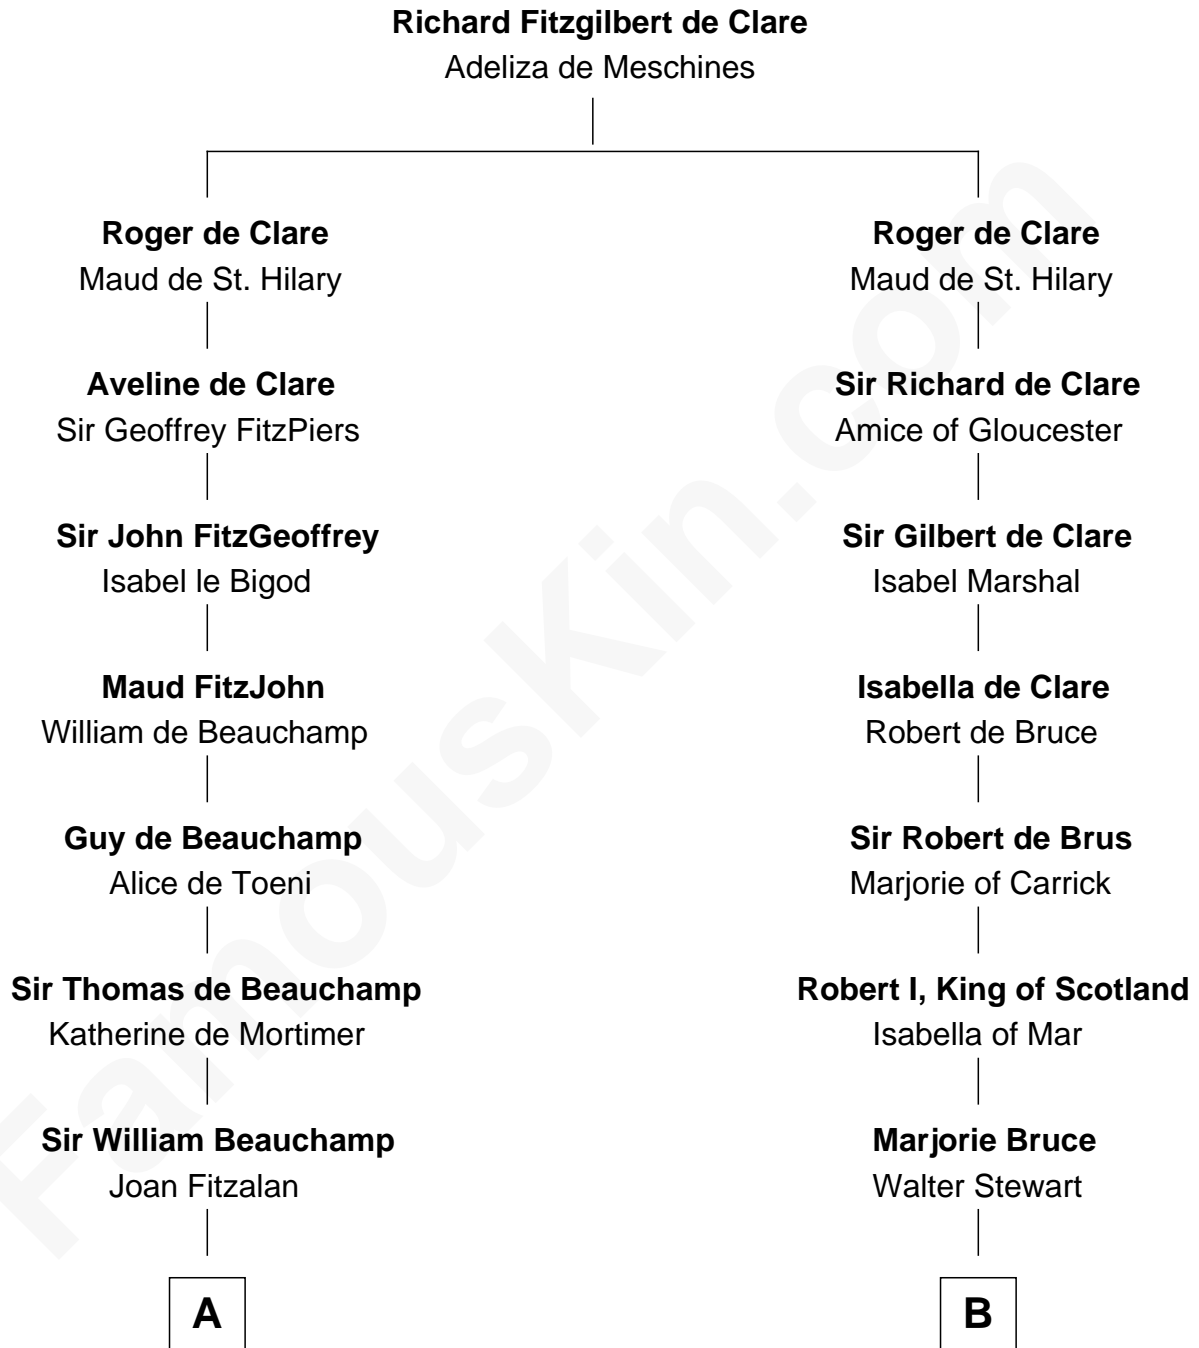 Richard Fitzgilbert de Clare
Adeliza de Meschines
Roger de Clare
Maud de St. Hilary
Roger de Clare
Maud de St. Hilary
Aveline de Clare
Sir Geoffrey FitzPiers
Sir Richard de Clare
Amice of Gloucester
Sir John FitzGeoffrey
Isabel le Bigod
Sir Gilbert de Clare
Isabel Marshal
Maud FitzJohn
William de Beauchamp
Isabella de Clare
Robert de Bruce
Guy de Beauchamp
Alice de Toeni
Sir Robert de Brus
Marjorie of Carrick
Sir Thomas de Beauchamp
Katherine de Mortimer
Robert I, King of Scotland
Isabella of Mar
Sir William Beauchamp
Joan Fitzalan
Marjorie Bruce
Walter Stewart
A
B
FamousKin.com